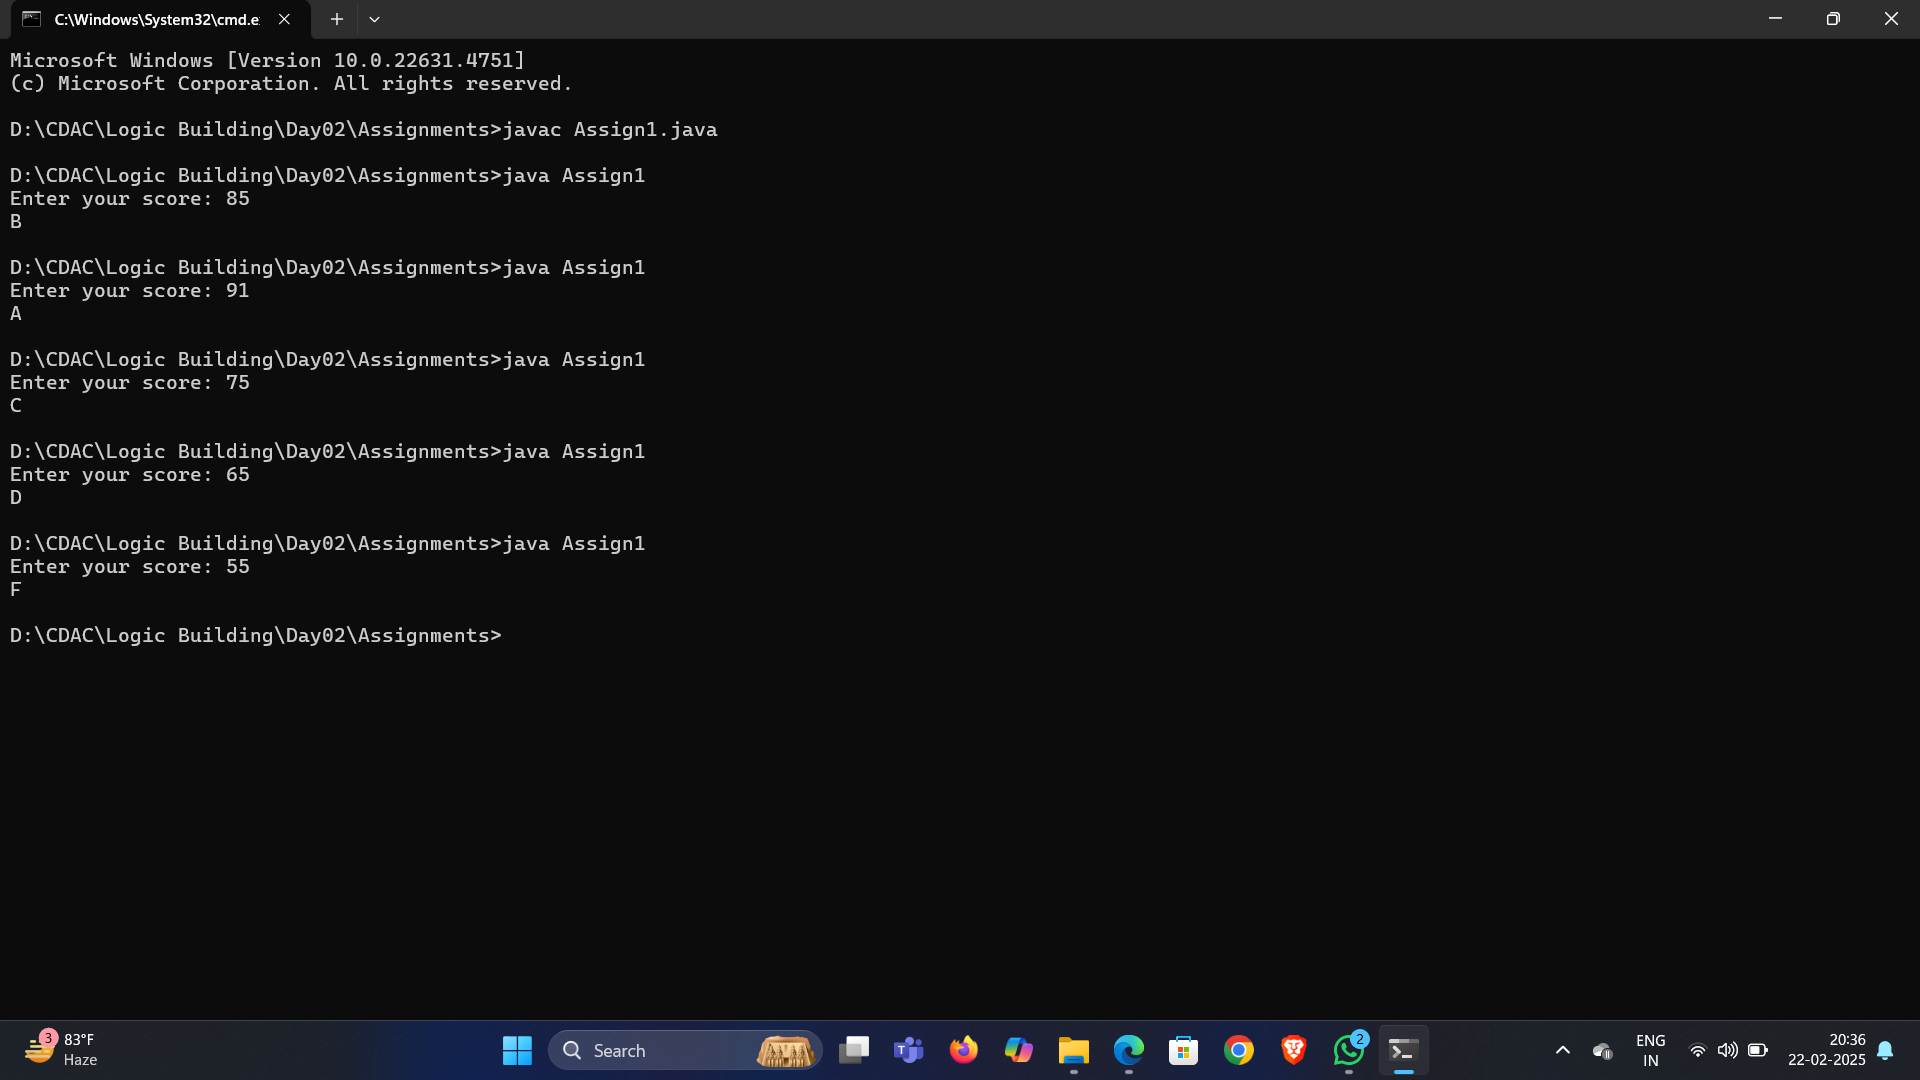 C:\Windows\System32\cmd.e
Microsoft Windows [Version 10.0.22631.4751]
(c) Microsoft Corporation. All rights reserved.
D:\CDAC\Logic Building\Day02\Assignments>javac Assign1.java
D:\CDAC\Logic Building\Day02\Assignments>java Assign1
Enter your score: 85
B
D:\CDAC\Logic Building\Day02\Assignments>java Assign1
Enter your score: 91
A
D:\CDAC\Logic Building\Day02\Assignments>java Assign1
Enter your score: 75
C
D:\CDAC\Logic Building\Day02\Assignments>java Assign1
Enter your score: 65
D
D:\CDAC\Logic Building\Day02\Assignments>java Assign1
Enter your score: 55
F
D:\CDAC\Logic Building\Day02\Assignments>
3
83°F
Haze
Search
T
2
ENG
IN
20:36
22-02-2025